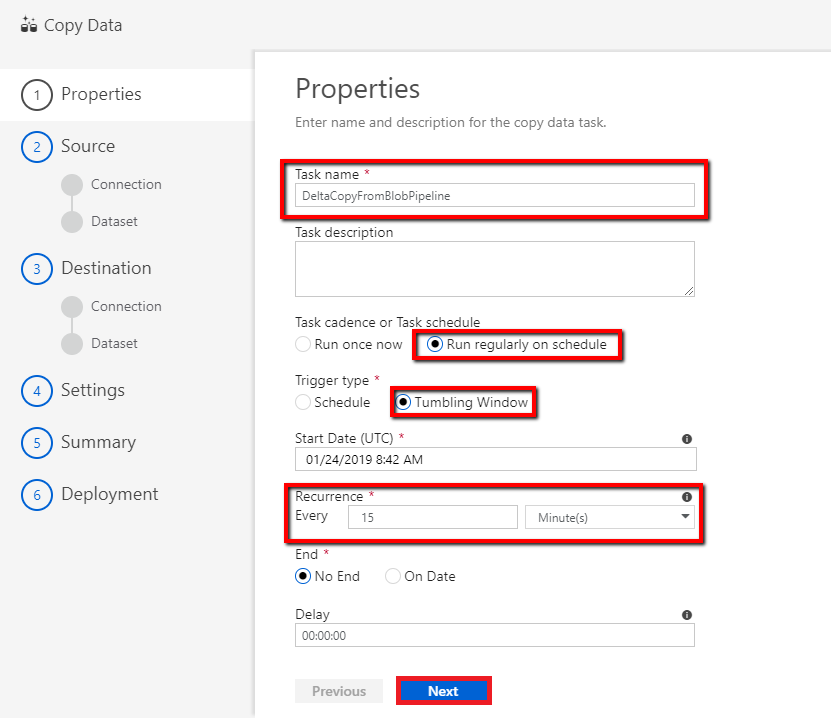 Copy Data
1 Properties
2 Source
Connection
Dataset
3 Destination
Connection
Dataset
4 Settings
5 Summary
6 Deployment
Properties
Enter name and description for the copy data task.
Task name *
DeltaCopyFromBlobPipeline
Task description
Task cadence or Task schedule
Run once now Run regularly on schedule
Trigger type *
Schedule Tumbling Window
Start Date (UTC) *
01/24/2019 8:42 AM
Recurrence *
Every 15 Minute(s)
End *
No End On Date
Delay
00:00:00
Previous Next